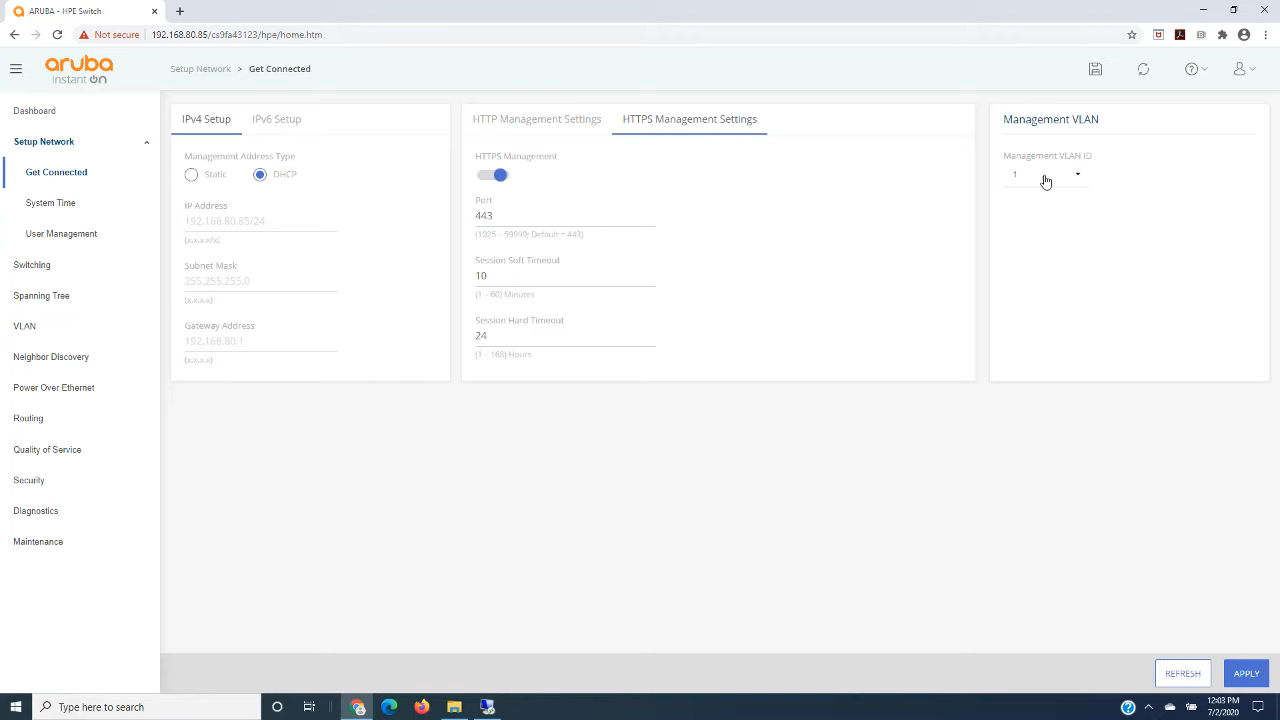 ARUBA - HPE Switch
Not secure
192.168.80.85/cs9fa43123/hpe/home.htm
aruba
instant on
Setup Network > Get Connected
Dashboard
Setup Network
Get Connected
System Time
User Management
Switching
Spanning Tree
VLAN
Neighbor Discovery
Power Over Ethernet
Routing
Quality of Service
Security
Diagnostics
Maintenance
IPv4 Setup
IPv6 Setup
Management Address Type
Static
DHCP
IP Address
192.168.80.85/24
(x.x.x.x/x)
Subnet Mask
255.255.255.0
(x.x.x.x)
Gateway Address
192.168.80.1
(x.x.x.x)
HTTP Management Settings
HTTPS Management Settings
HTTPS Management
Port
443
(1025 – 59999; Default = 443)
Session Soft Timeout
10
(1 – 60) Minutes
Session Hard Timeout
24
(1 – 168) Hours
Management VLAN
Management VLAN ID
1
REFRESH
APPLY
Type here to search
12:03 PM
7/2/2020